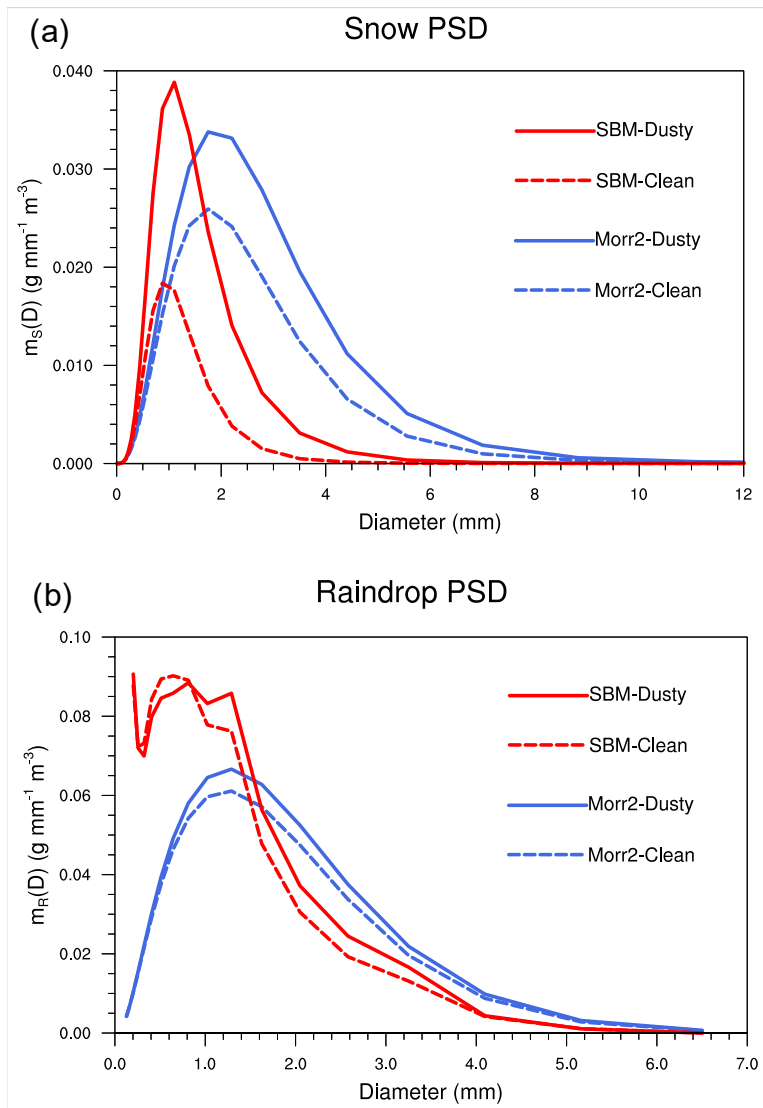 (a)
Snow PSD
0.040
0.030
0.020
0.010
0.000
m_S(D) (g mm⁻¹ m⁻³)
SBM-Dusty
SBM-Clean
Morr2-Dusty
Morr2-Clean
0 2 4 6 8 10 12
Diameter (mm)
(b)
Raindrop PSD
0.10
0.08
0.06
0.04
0.02
0.00
m_R(D) (g mm⁻¹ m⁻³)
SBM-Dusty
SBM-Clean
Morr2-Dusty
Morr2-Clean
0.0 1.0 2.0 3.0 4.0 5.0 6.0 7.0
Diameter (mm)